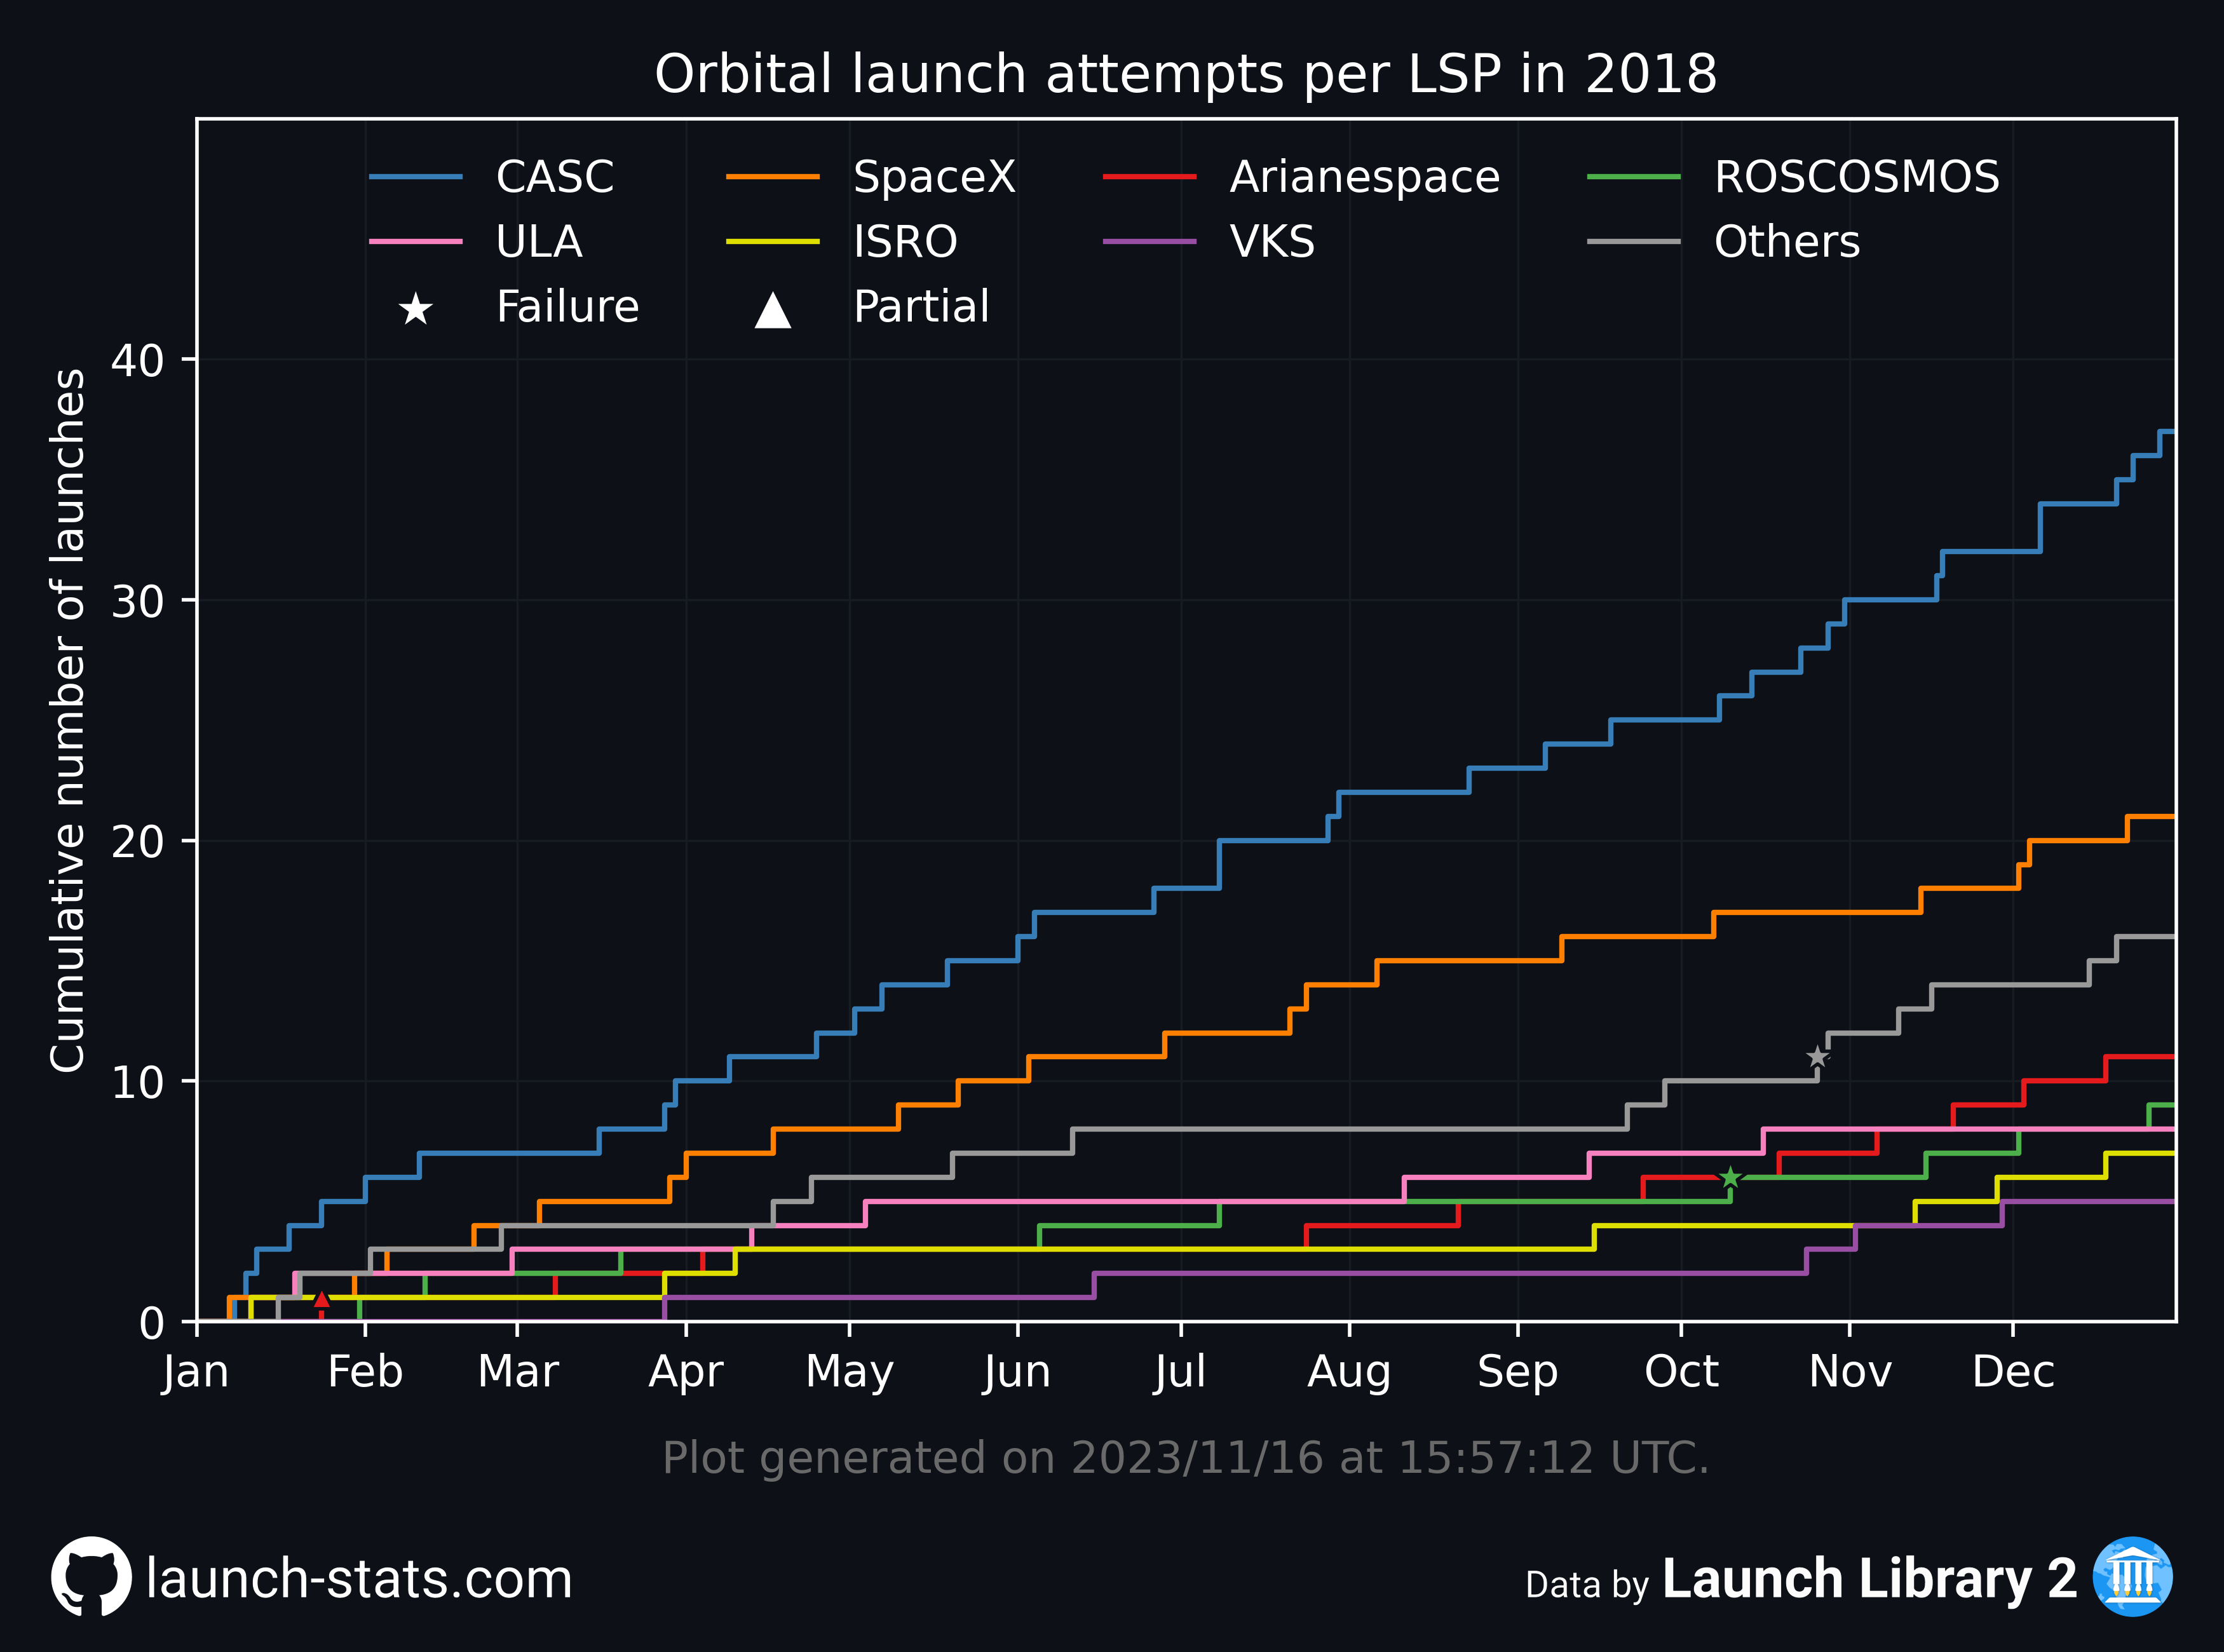 Orbital launch attempts per LSP in 2018
CASC SpaceX Arianespace ROSCOSMOS
ULA ISRO VKS Others
Failure Partial
Cumulative number of launches
40
30
20
10
0
Jan Feb Mar Apr May Jun Jul Aug Sep Oct Nov Dec
Plot generated on 2023/11/16 at 15:57:12 UTC.
launch-stats.com
Data by Launch Library 2